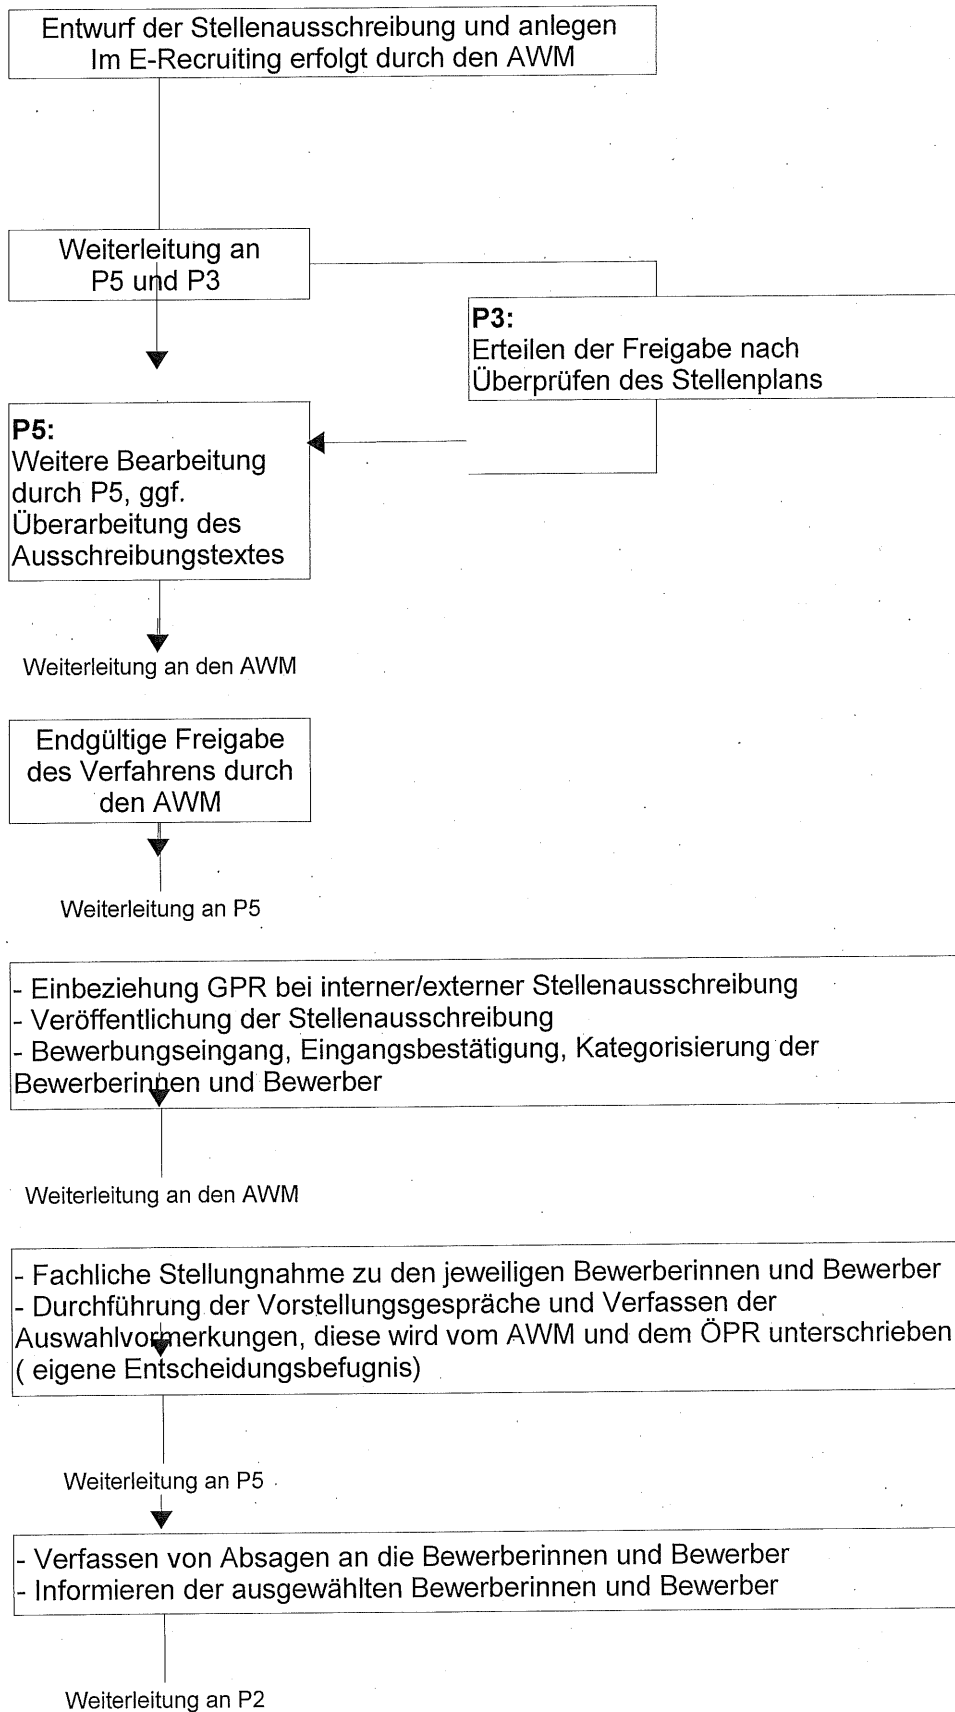 Entwurf der Stellenausschreibung und anlegen
Im E-Recruiting erfolgt durch den AWM
Weiterleitung an
P5 und P3
P3:
Erteilen der Freigabe nach
Überprüfen des Stellenplans
P5:
Weitere Bearbeitung
durch P5, ggf.
Überarbeitung des
Ausschreibungstextes
Weiterleitung an den AWM
Endgültige Freigabe
des Verfahrens durch
den AWM
Weiterleitung an P5
- Einbeziehung GPR bei interner/externer Stellenausschreibung
- Veröffentlichung der Stellenausschreibung
- Bewerbungseingang, Eingangsbestätigung, Kategorisierung der
Bewerberinnen und Bewerber
Weiterleitung an den AWM
- Fachliche Stellungnahme zu den jeweiligen Bewerberinnen und Bewerber
- Durchführung der Vorstellungsgespräche und Verfassen der
Auswahlvormerkungen, diese wird vom AWM und dem ÖPR unterschrieben
( eigene Entscheidungsbefugnis)
Weiterleitung an P5
- Verfassen von Absagen an die Bewerberinnen und Bewerber
- Informieren der ausgewählten Bewerberinnen und Bewerber
Weiterleitung an P2